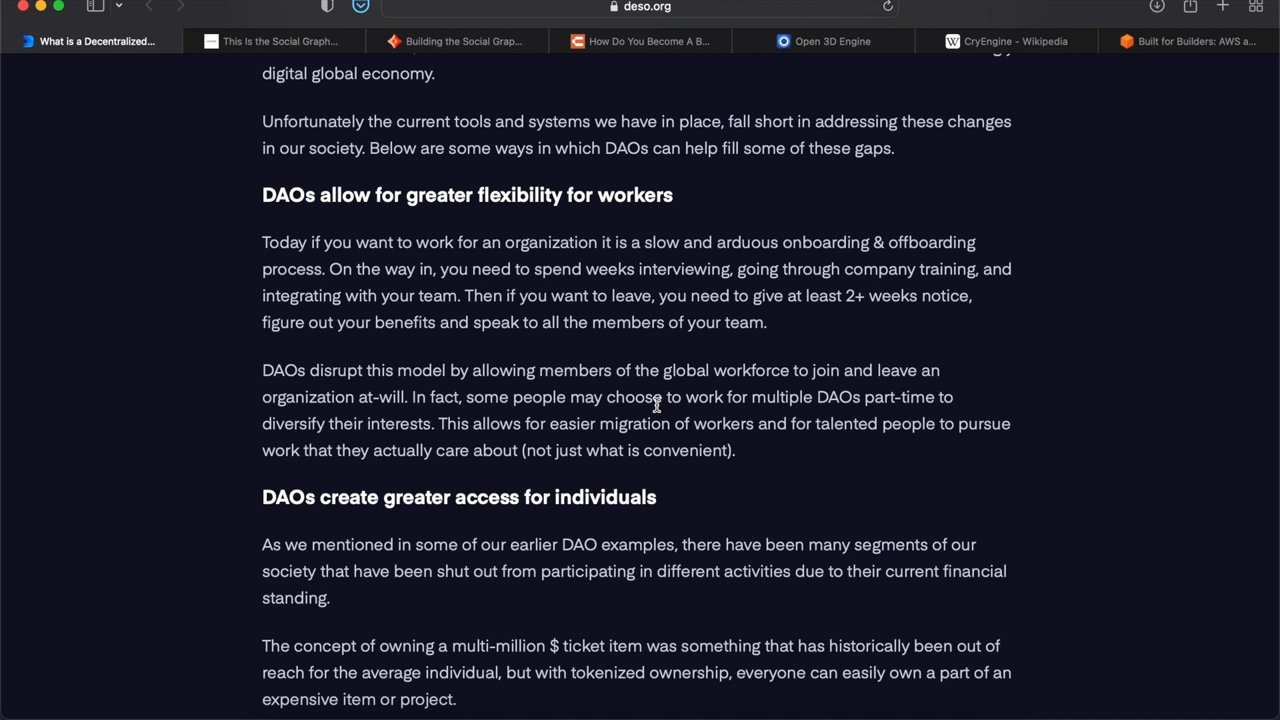 deso.org
What is a Decentralized...
This Is the Social Graph...
Building the Social Grap...
How Do You Become A B...
Open 3D Engine
CryEngine - Wikipedia
Built for Builders: AWS a...
digital global economy.
Unfortunately the current tools and systems we have in place, fall short in addressing these changes
in our society. Below are some ways in which DAOs can help fill some of these gaps.
DAOs allow for greater flexibility for workers
Today if you want to work for an organization it is a slow and arduous onboarding & offboarding
process. On the way in, you need to spend weeks interviewing, going through company training, and
integrating with your team. Then if you want to leave, you need to give at least 2+ weeks notice,
figure out your benefits and speak to all the members of your team.
DAOs disrupt this model by allowing members of the global workforce to join and leave an
organization at-will. In fact, some people may choose to work for multiple DAOs part-time to
diversify their interests. This allows for easier migration of workers and for talented people to pursue
work that they actually care about (not just what is convenient).
DAOs create greater access for individuals
As we mentioned in some of our earlier DAO examples, there have been many segments of our
society that have been shut out from participating in different activities due to their current financial
standing.
The concept of owning a multi-million $ ticket item was something that has historically been out of
reach for the average individual, but with tokenized ownership, everyone can easily own a part of an
expensive item or project.